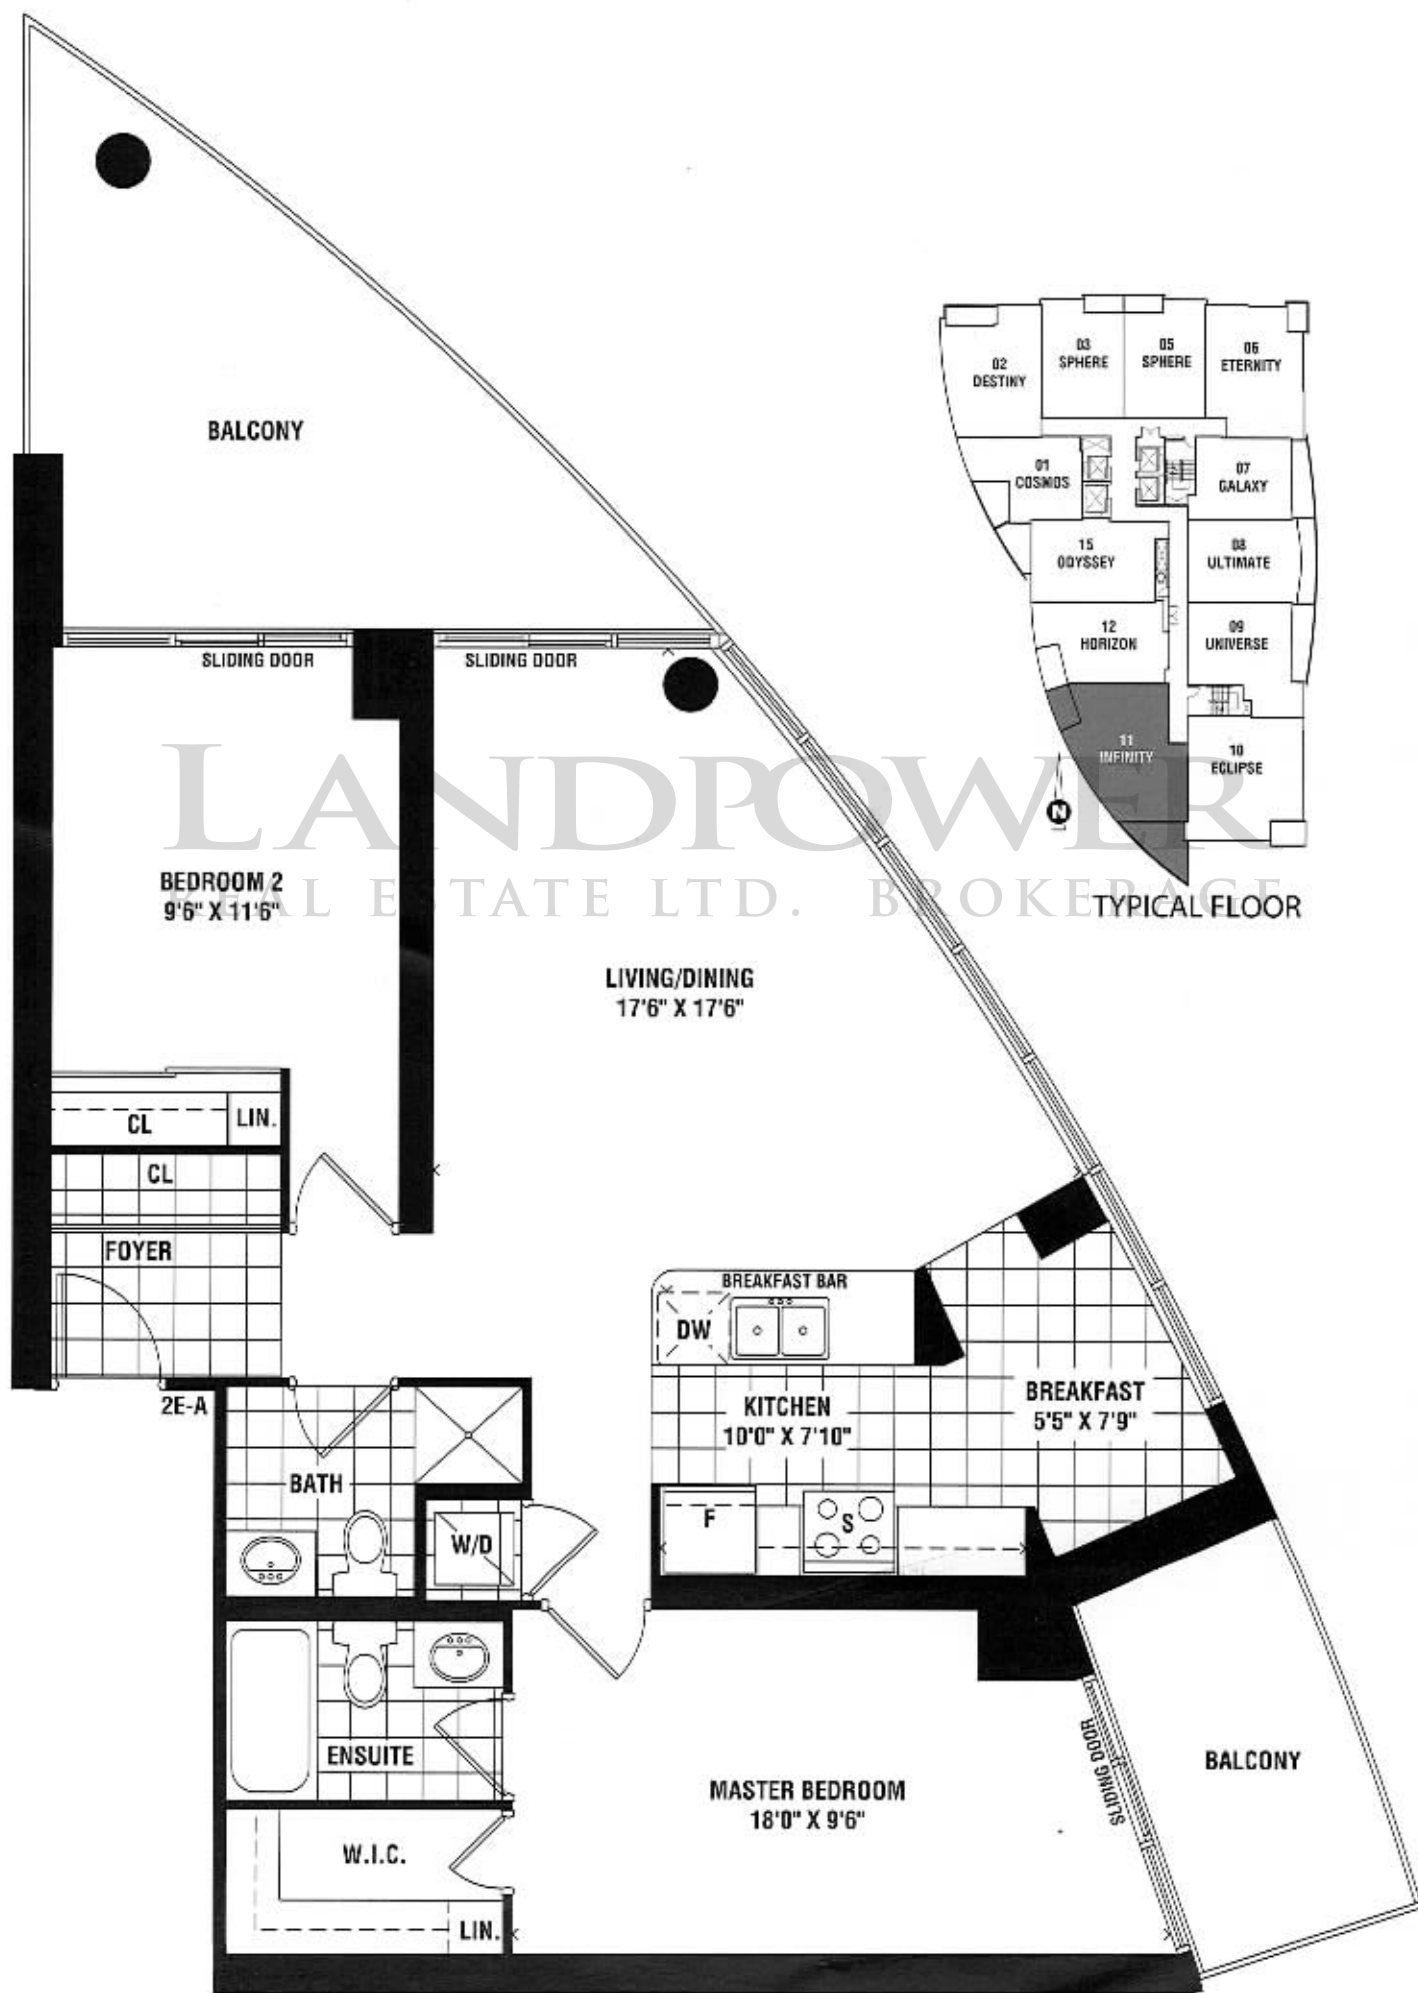 BALCONY
SLIDING DOOR
SLIDING DOOR
LANDPOWER
REAL ESTATE LTD. BROKERAGE
BEDROOM 2
9'6" X 11'6"
LIVING/DINING
17'6" X 17'6"
CL
LIN.
CL
FOYER
2E-A
BREAKFAST BAR
DW
KITCHEN
10'0" X 7'10"
BREAKFAST
5'5" X 7'9"
F
S
BATH
W/D
ENSUITE
W.I.C.
LIN.
MASTER BEDROOM
18'0" X 9'6"
SLIDING DOOR
BALCONY
02
DESTINY
03
SPHERE
05
SPHERE
06
ETERNITY
01
COSMOS
07
GALAXY
15
ODYSSEY
08
ULTIMATE
12
HORIZON
09
UNIVERSE
11
INFINITY
10
ECLIPSE
N
TYPICAL FLOOR